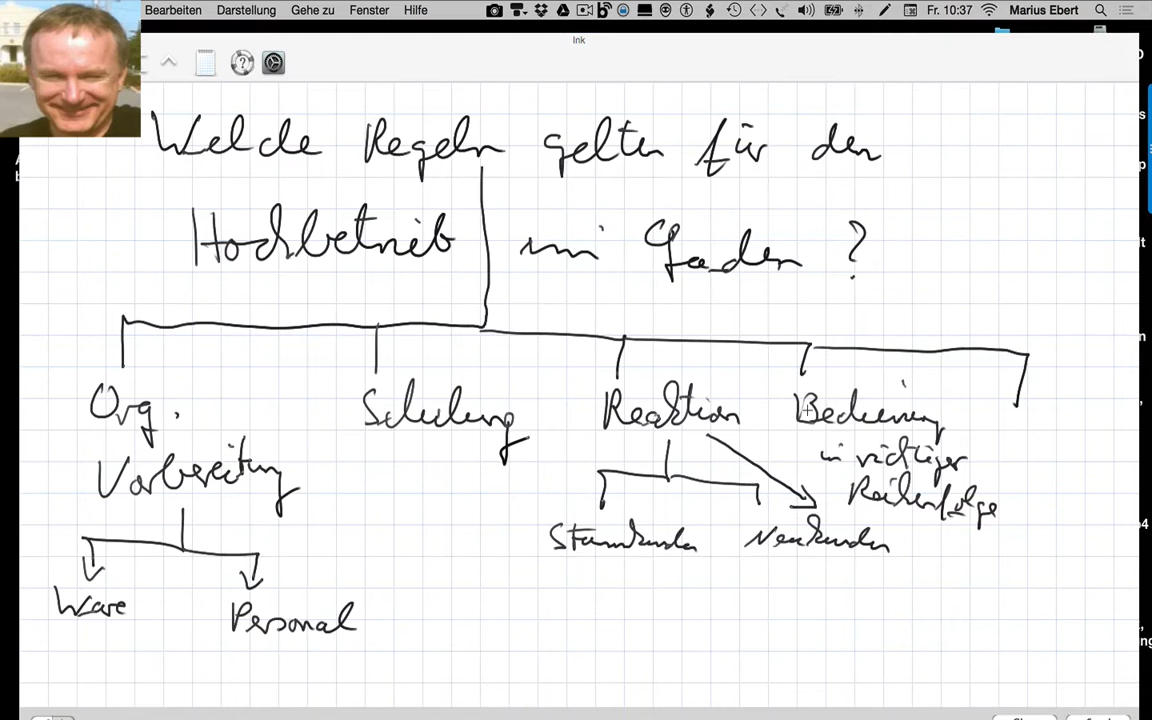 Bearbeiten Darstellung Gehe zu Fenster Hilfe Fr. 10:37 Marius Ebert
Ink
Welche Regeln gelten für den
Hochbetrieb im Laden ?
Org. Schulung Reaktion Bedienung
Vorbereitung in richtiger
Reihenfolge
Stammkunden Neukunden
Ware Personal